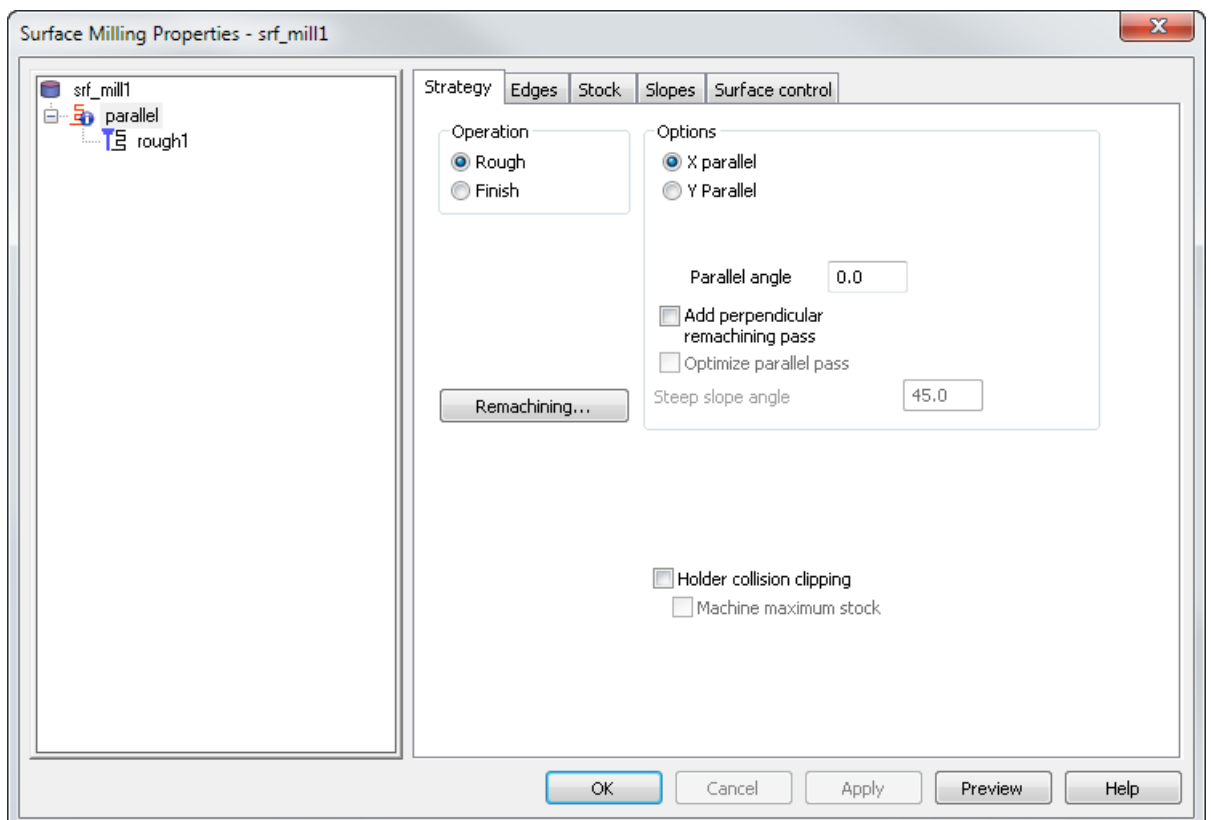 Surface Milling Properties - srf_mill1
srf_mill1
parallel
rough1
Strategy Edges Stock Slopes Surface control
Operation
Rough
Finish
Options
X parallel
Y Parallel
Parallel angle 0.0
Add perpendicular
remachining pass
Optimize parallel pass
Steep slope angle 45.0
Remachining...
Holder collision clipping
Machine maximum stock
OK Cancel Apply Preview Help